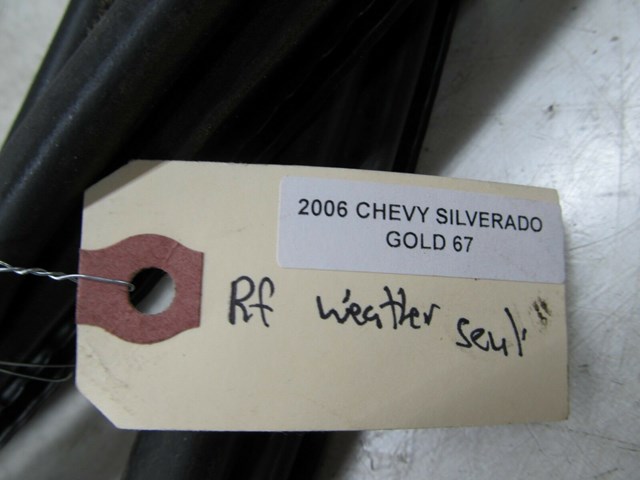 2006 CHEVY SILVERADO
GOLD 67
Rf Weather seal